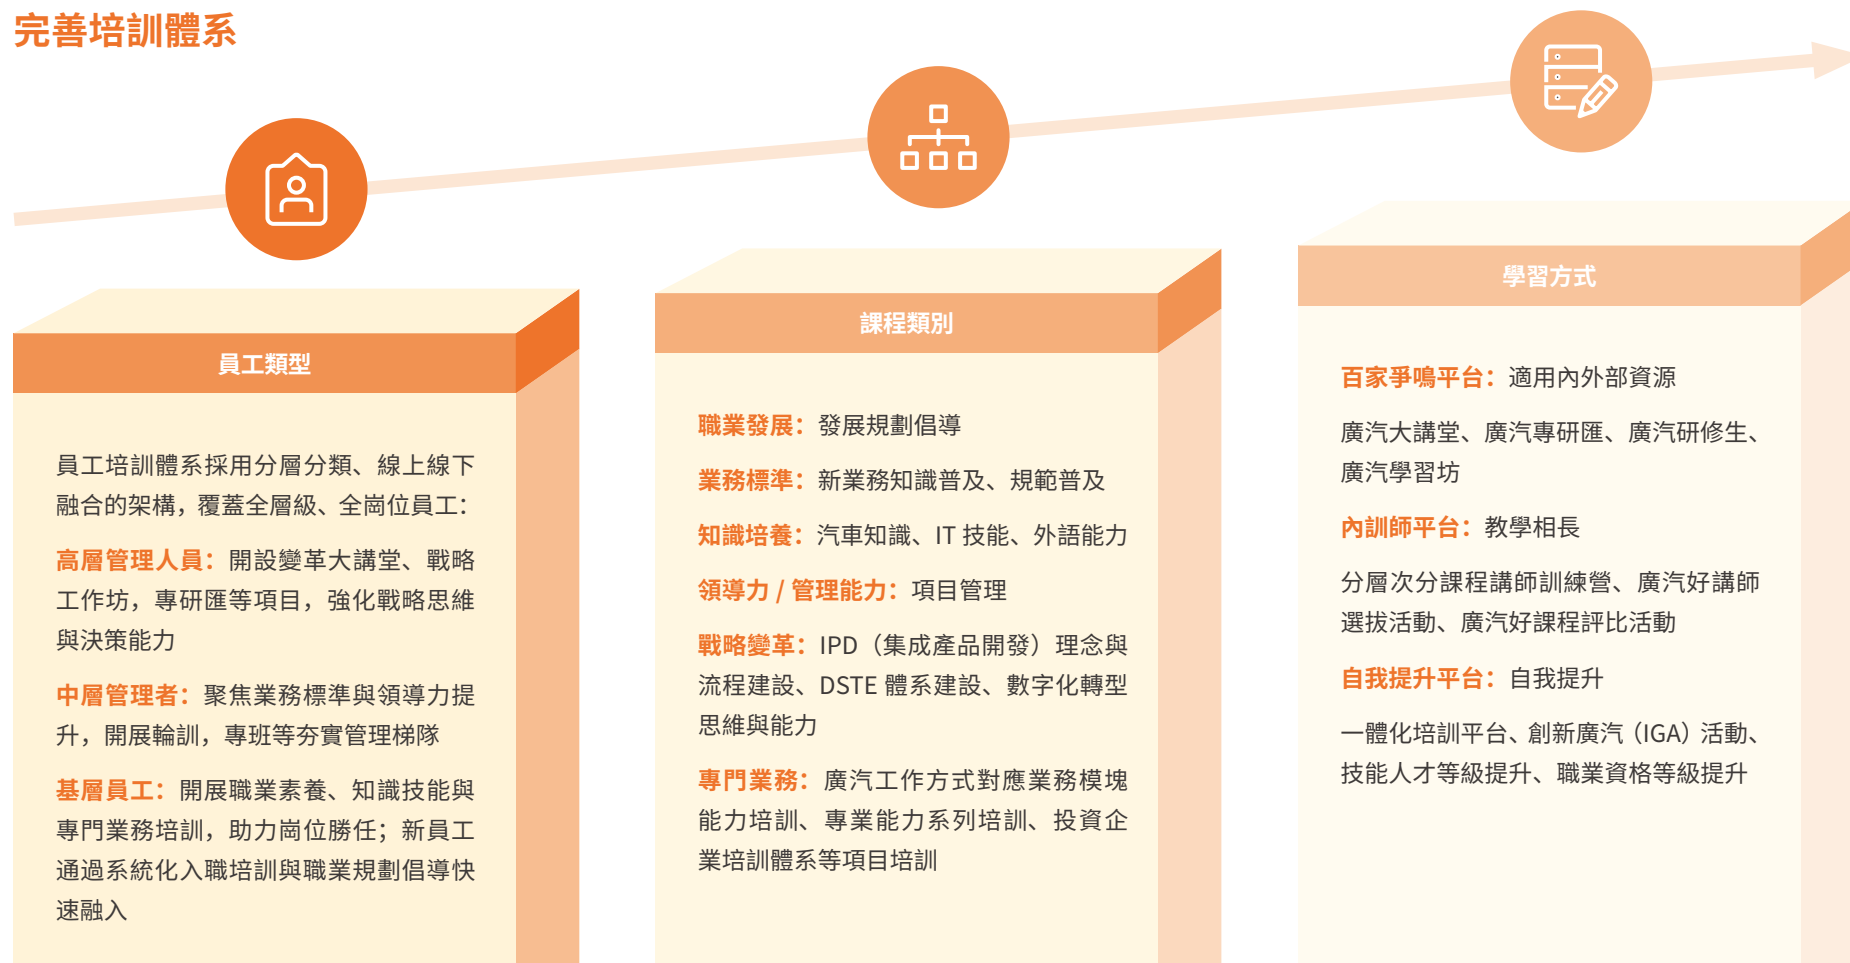 完善培訓體系
員工類型
員工培訓體系採用分層分類、線上線下
融合的架構，覆蓋全層級、全崗位員工：
高層管理人員：開設變革大講堂、戰略
工作坊，專研匯等項目，強化戰略思維
與決策能力
中層管理者：聚焦業務標準與領導力提
升，開展輪訓，專班等夯實管理梯隊
基層員工：開展職業素養、知識技能與
專門業務培訓，助力崗位勝任；新員工
通過系統化入職培訓與職業規劃倡導快
速融入
課程類別
職業發展：發展規劃倡導
業務標準：新業務知識普及、規範普及
知識培養：汽車知識、IT 技能、外語能力
領導力 / 管理能力：項目管理
戰略變革：IPD（集成產品開發）理念與
流程建設、DSTE 體系建設、數字化轉型
思維與能力
專門業務：廣汽工作方式對應業務模塊
能力培訓、專業能力系列培訓、投資企
業培訓體系等項目培訓
學習方式
百家爭鳴平台：適用內外部資源
廣汽大講堂、廣汽專研匯、廣汽研修生、
廣汽學習坊
內訓師平台：教學相長
分層次分課程講師訓練營、廣汽好講師
選拔活動、廣汽好課程評比活動
自我提升平台：自我提升
一體化培訓平台、創新廣汽（IGA）活動、
技能人才等級提升、職業資格等級提升